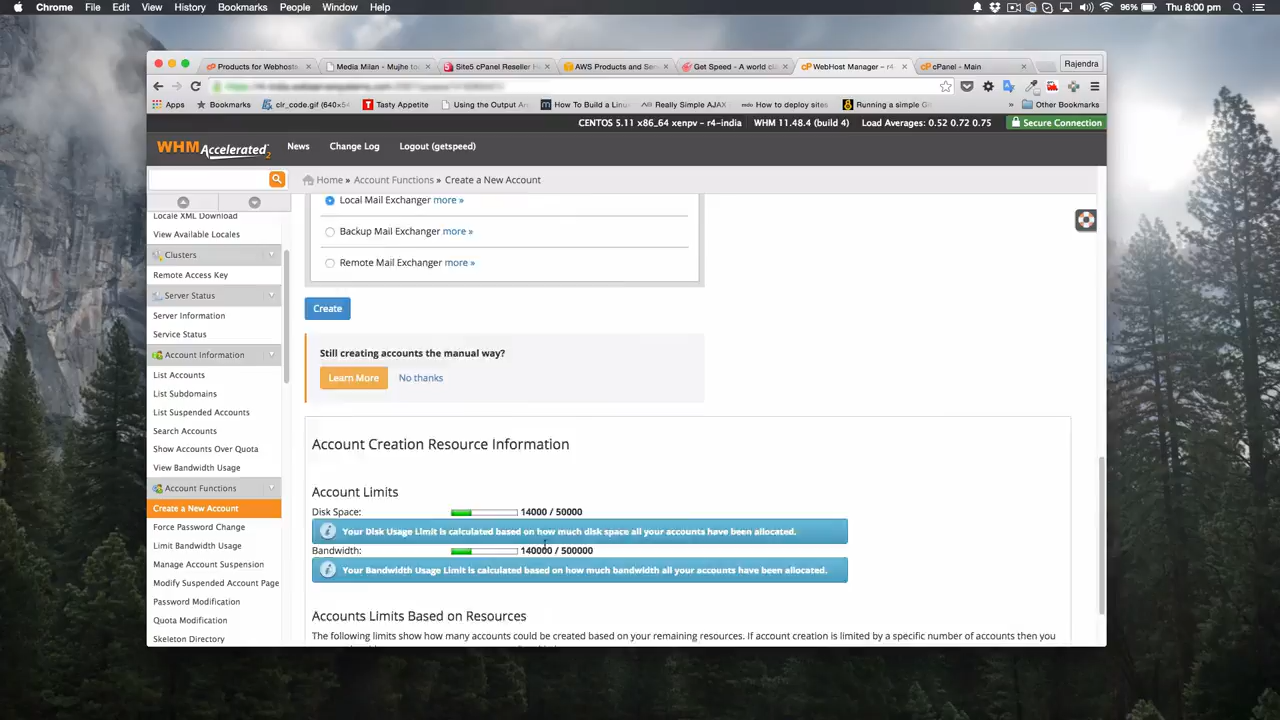 Chrome File Edit View History Bookmarks People Window Help
96% Thu 8:00 pm
Products for Webhosts
Media Milan - Mujhe to
Site5 cPanel Reseller H
AWS Products and Ser
Get Speed - A world cl
WebHost Manager - r4
cPanel - Main
Rajendra
Apps Bookmarks clr_code.gif (640×54 Tasty Appetite Using the Output An How To Build a Linu Really Simple AJAX How to deploy sites Running a simple Gi » Other Bookmarks
CENTOS 5.11 x86_64 xenpv - r4-india WHM 11.48.4 (build 4) Load Averages: 0.52 0.72 0.75 Secure Connection
WHM Accelerated2 News Change Log Logout (getspeed)
Home » Account Functions » Create a New Account
Locale XML Download
View Available Locales
Clusters
Remote Access Key
Server Status
Server Information
Service Status
Account Information
List Accounts
List Subdomains
List Suspended Accounts
Search Accounts
Show Accounts Over Quota
View Bandwidth Usage
Account Functions
Create a New Account
Force Password Change
Limit Bandwidth Usage
Manage Account Suspension
Modify Suspended Account Page
Password Modification
Quota Modification
Skeleton Directory
Local Mail Exchanger more »
Backup Mail Exchanger more »
Remote Mail Exchanger more »
Create
Still creating accounts the manual way?
Learn More No thanks
Account Creation Resource Information
Account Limits
Disk Space: 14000 / 50000
Your Disk Usage Limit is calculated based on how much disk space all your accounts have been allocated.
Bandwidth: 140000 / 500000
Your Bandwidth Usage Limit is calculated based on how much bandwidth all your accounts have been allocated.
Accounts Limits Based on Resources
The following limits show how many accounts could be created based on your remaining resources. If account creation is limited by a specific number of accounts then you